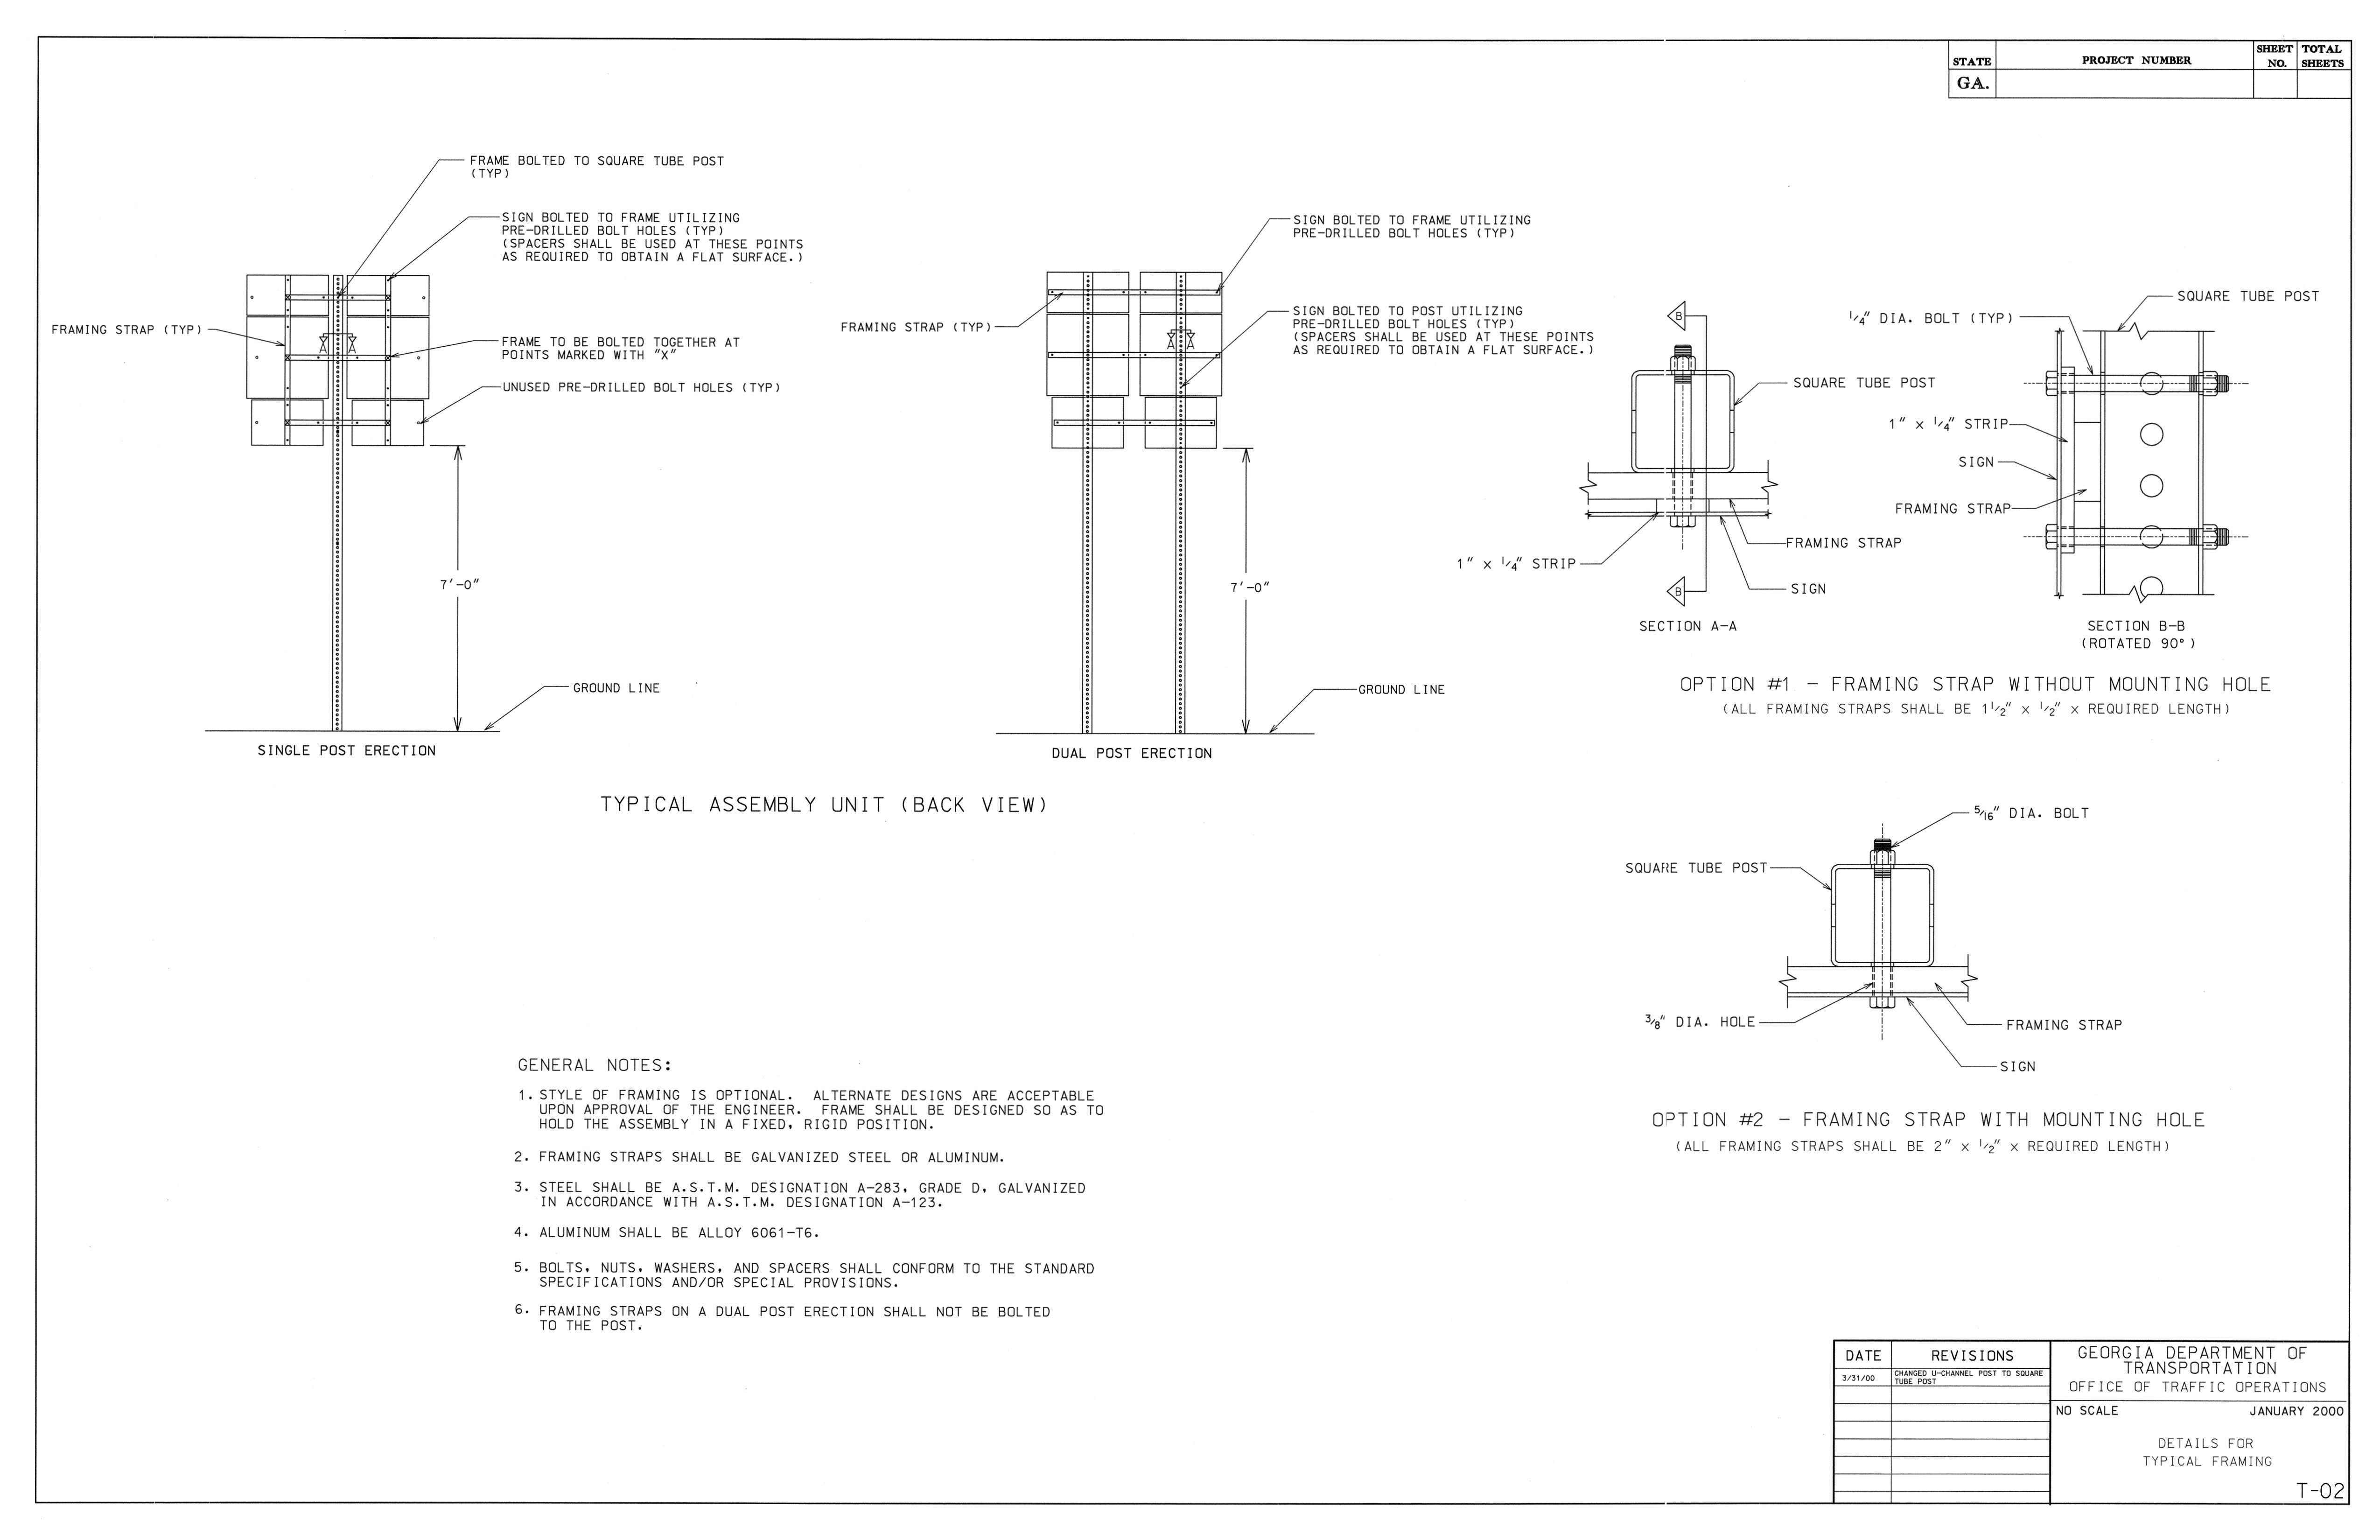 STATE
PROJECT NUMBER
SHEET NO.
TOTAL SHEETS
GA.
FRAME BOLTED TO SQUARE TUBE POST
(TYP)
SIGN BOLTED TO FRAME UTILIZING
PRE-DRILLED BOLT HOLES (TYP)
(SPACERS SHALL BE USED AT THESE POINTS
AS REQUIRED TO OBTAIN A FLAT SURFACE.)
FRAMING STRAP (TYP)
A A
FRAME TO BE BOLTED TOGETHER AT
POINTS MARKED WITH "X"
UNUSED PRE-DRILLED BOLT HOLES (TYP)
7'-0"
GROUND LINE
SINGLE POST ERECTION
SIGN BOLTED TO FRAME UTILIZING
PRE-DRILLED BOLT HOLES (TYP)
FRAMING STRAP (TYP)
SIGN BOLTED TO POST UTILIZING
PRE-DRILLED BOLT HOLES (TYP)
(SPACERS SHALL BE USED AT THESE POINTS
AS REQUIRED TO OBTAIN A FLAT SURFACE.)
A A
7'-0"
GROUND LINE
DUAL POST ERECTION
TYPICAL ASSEMBLY UNIT (BACK VIEW)
B
SQUARE TUBE POST
FRAMING STRAP
1" x 1/4" STRIP
SIGN
B
SECTION A-A
SQUARE TUBE POST
1/4" DIA. BOLT (TYP)
1" x 1/4" STRIP
SIGN
FRAMING STRAP
SECTION B-B
(ROTATED 90°)
OPTION #1 - FRAMING STRAP WITHOUT MOUNTING HOLE
(ALL FRAMING STRAPS SHALL BE 1 1/2" x 1/2" x REQUIRED LENGTH)
5/16" DIA. BOLT
SQUARE TUBE POST
3/8" DIA. HOLE
FRAMING STRAP
SIGN
OPTION #2 - FRAMING STRAP WITH MOUNTING HOLE
(ALL FRAMING STRAPS SHALL BE 2" x 1/2" x REQUIRED LENGTH)
GENERAL NOTES:
1. STYLE OF FRAMING IS OPTIONAL. ALTERNATE DESIGNS ARE ACCEPTABLE
UPON APPROVAL OF THE ENGINEER. FRAME SHALL BE DESIGNED SO AS TO
HOLD THE ASSEMBLY IN A FIXED, RIGID POSITION.
2. FRAMING STRAPS SHALL BE GALVANIZED STEEL OR ALUMINUM.
3. STEEL SHALL BE A.S.T.M. DESIGNATION A-283, GRADE D, GALVANIZED
IN ACCORDANCE WITH A.S.T.M. DESIGNATION A-123.
4. ALUMINUM SHALL BE ALLOY 6061-T6.
5. BOLTS, NUTS, WASHERS, AND SPACERS SHALL CONFORM TO THE STANDARD
SPECIFICATIONS AND/OR SPECIAL PROVISIONS.
6. FRAMING STRAPS ON A DUAL POST ERECTION SHALL NOT BE BOLTED
TO THE POST.
DATE
REVISIONS
3/31/00
CHANGED U-CHANNEL POST TO SQUARE
TUBE POST
GEORGIA DEPARTMENT OF
TRANSPORTATION
OFFICE OF TRAFFIC OPERATIONS
NO SCALE
JANUARY 2000
DETAILS FOR
TYPICAL FRAMING
T-02